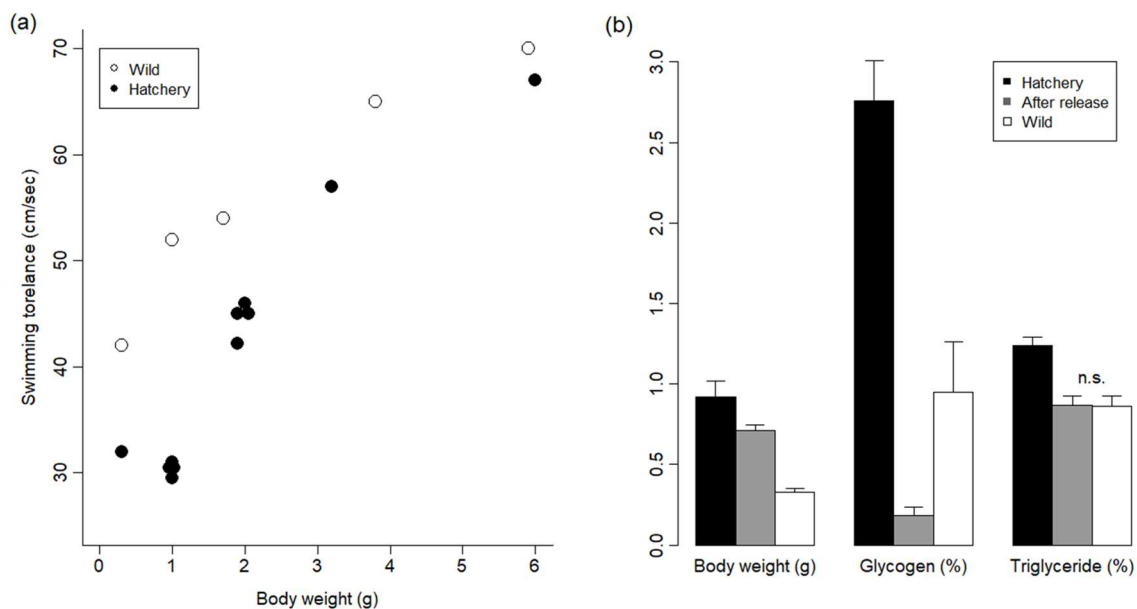 (a)
Wild
Hatchery
70
60
50
40
30
Swimming torelance (cm/sec)
0 1 2 3 4 5 6
Body weight (g)
(b)
Hatchery
After release
Wild
3.0
2.5
2.0
1.5
1.0
0.5
0.0
n.s.
Body weight (g) Glycogen (%) Triglyceride (%)